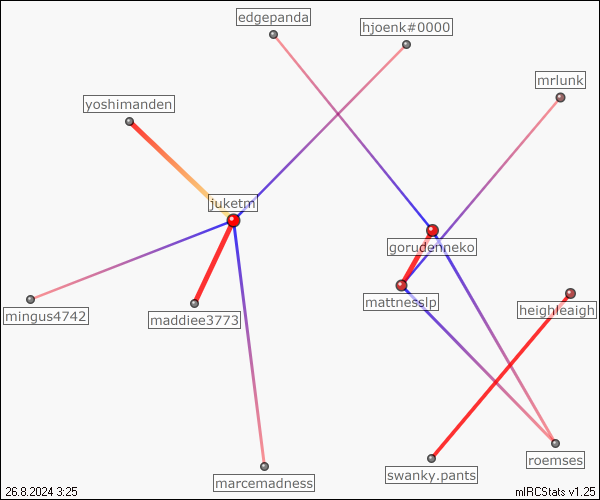 edgepanda
hjoenk#0000
mrlunk
yoshimanden
juketm
gorudenneko
mattnesslp
heighleaigh
mingus4742
maddiee3773
roemses
swanky.pants
marcemadness
26.8.2024 3:25
mIRCStats v1.25